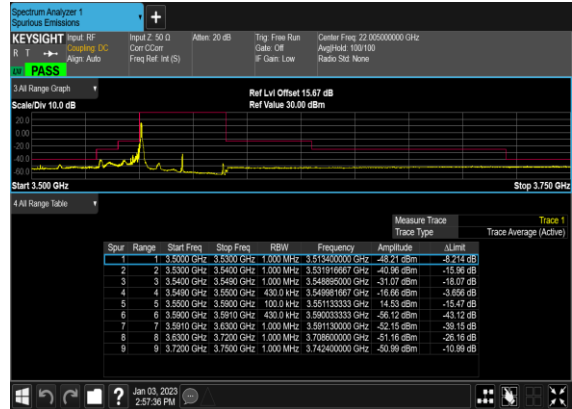 Spectrum Analyzer 1
Spurious Emissions
+
KEYSIGHT Input: RF Input Z: 50 Ω Atten: 20 dB Trig: Free Run Center Freq: 22.005000000 GHz
R T Coupling: DC Corr CCorr Gate: Off Avg|Hold: 100/100
Align: Auto Freq Ref: Int (S) IF Gain: Low Radio Std: None
PASS
3 All Range Graph Ref Lvl Offset 15.67 dB
Scale/Div 10.0 dB Ref Value 30.00 dBm
20.0
0.00
-20.0
-40.0
-60.0
Start 3.500 GHz Stop 3.750 GHz
4 All Range Table
Measure Trace Trace 1
Trace Type Trace Average (Active)
Spur Range Start Freq Stop Freq RBW Frequency Amplitude ΔLimit
1 1 3.5000 GHz 3.5300 GHz 1.000 MHz 3.513400000 GHz -48.21 dBm -8.214 dB
2 2 3.5300 GHz 3.5400 GHz 1.000 MHz 3.531916667 GHz -40.96 dBm -15.96 dB
3 3 3.5400 GHz 3.5490 GHz 1.000 MHz 3.548895000 GHz -31.07 dBm -18.07 dB
4 4 3.5490 GHz 3.5500 GHz 430.0 kHz 3.549981667 GHz -16.66 dBm -3.656 dB
5 5 3.5500 GHz 3.5900 GHz 100.0 kHz 3.551133333 GHz 14.53 dBm -15.47 dB
6 6 3.5900 GHz 3.5910 GHz 430.0 kHz 3.590033333 GHz -56.12 dBm -43.12 dB
7 7 3.5910 GHz 3.6300 GHz 1.000 MHz 3.591130000 GHz -52.15 dBm -39.15 dB
8 8 3.6300 GHz 3.7200 GHz 1.000 MHz 3.708600000 GHz -51.16 dBm -26.16 dB
9 9 3.7200 GHz 3.7500 GHz 1.000 MHz 3.742400000 GHz -50.99 dBm -10.99 dB
? Jan 03, 2023
2:57:36 PM